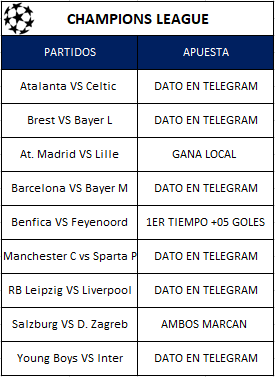 CHAMPIONS LEAGUE
PARTIDOS APUESTA
Atalanta VS Celtic DATO EN TELEGRAM
Brest VS Bayer L DATO EN TELEGRAM
At. Madrid VS Lille GANA LOCAL
Barcelona VS Bayer M DATO EN TELEGRAM
Benfica VS Feyenoord 1ER TIEMPO +05 GOLES
Manchester C vs Sparta P DATO EN TELEGRAM
RB Leipzig VS Liverpool DATO EN TELEGRAM
Salzburg VS D. Zagreb AMBOS MARCAN
Young Boys VS Inter DATO EN TELEGRAM